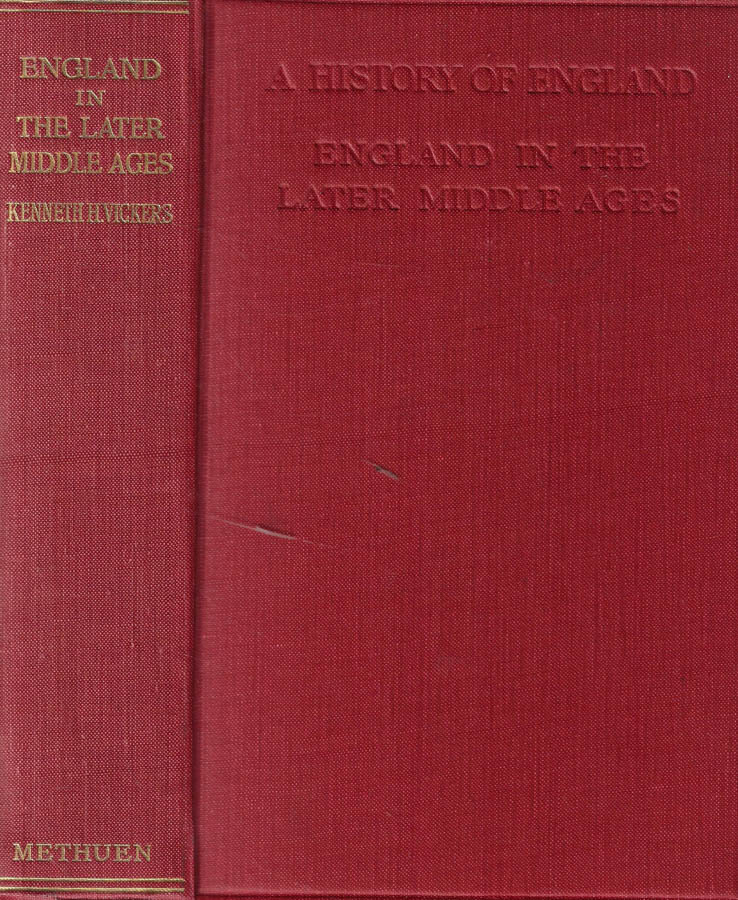 ENGLAND
IN
THE LATER
MIDDLE AGES
KENNETH H. VICKERS
METHUEN
A HISTORY OF ENGLAND
ENGLAND IN THE
LATER MIDDLE AGES